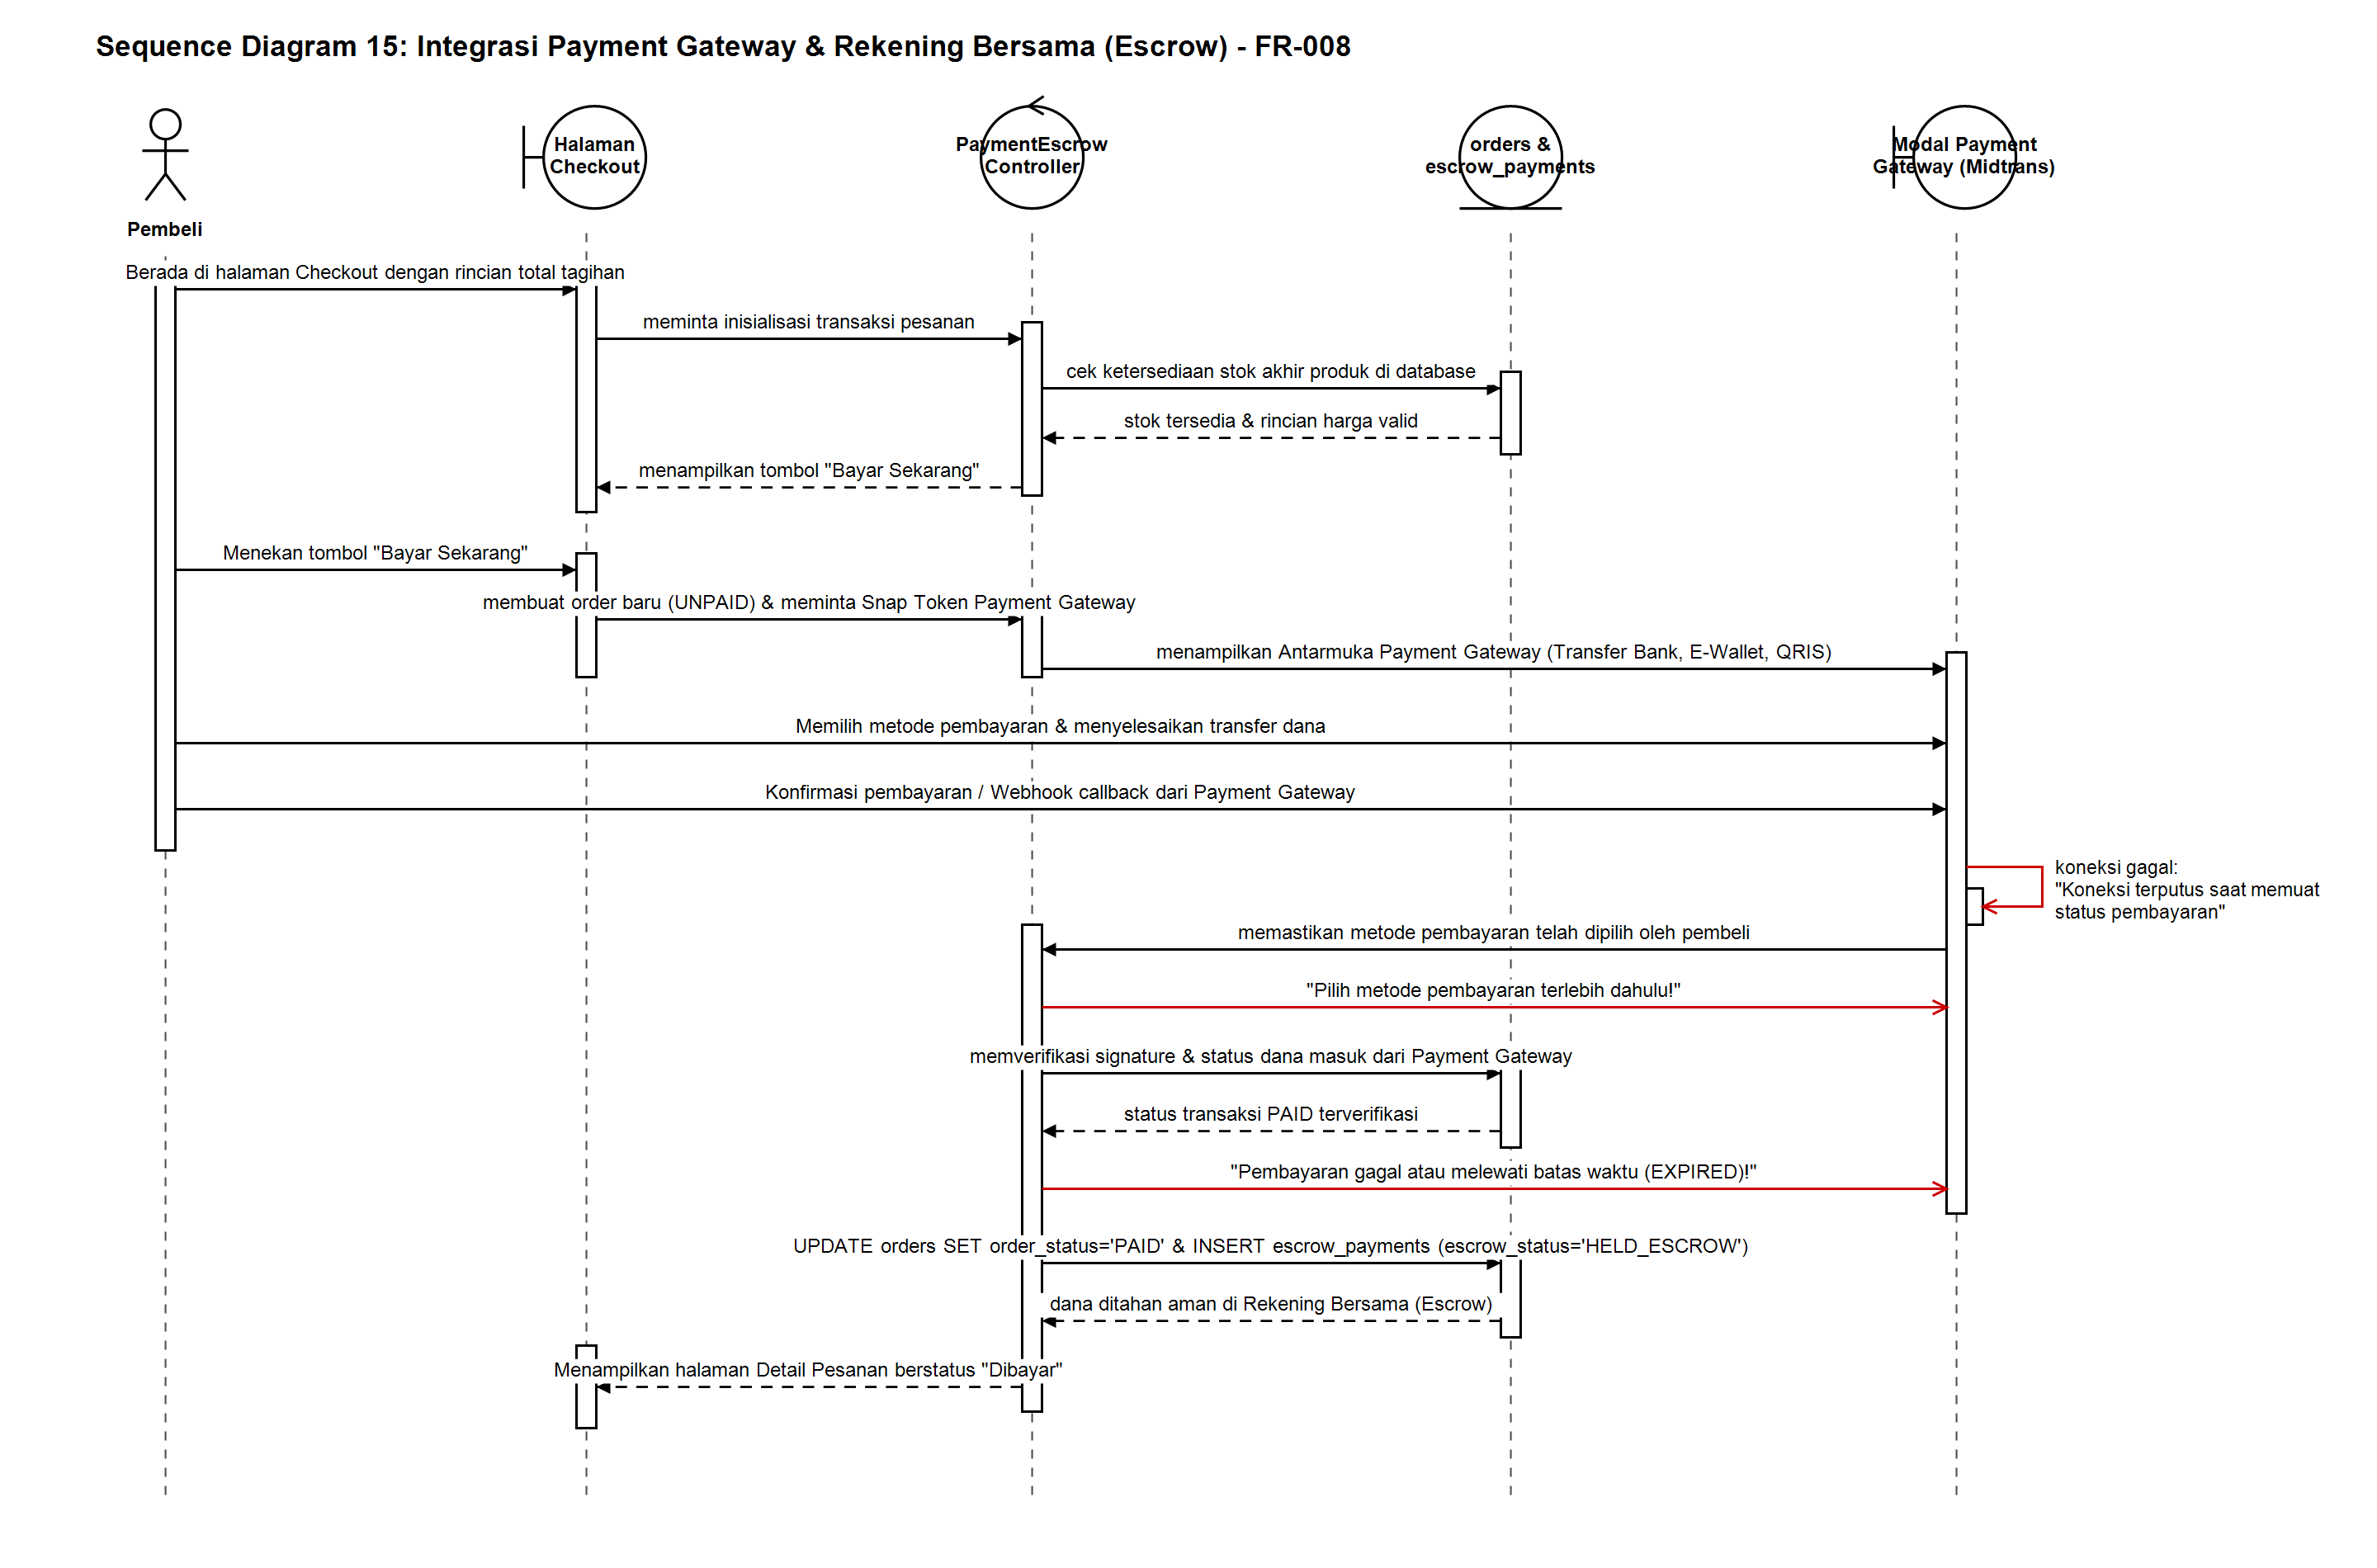 Sequence Diagram 15: Integrasi Payment Gateway & Rekening Bersama (Escrow) - FR-008
Pembeli
Halaman
Checkout
PaymentEscrow
Controller
orders &
escrow_payments
Modal Payment
Gateway (Midtrans)
Berada di halaman Checkout dengan rincian total tagihan
meminta inisialisasi transaksi pesanan
cek ketersediaan stok akhir produk di database
stok tersedia & rincian harga valid
menampilkan tombol "Bayar Sekarang"
Menekan tombol "Bayar Sekarang"
membuat order baru (UNPAID) & meminta Snap Token Payment Gateway
menampilkan Antarmuka Payment Gateway (Transfer Bank, E-Wallet, QRIS)
Memilih metode pembayaran & menyelesaikan transfer dana
Konfirmasi pembayaran / Webhook callback dari Payment Gateway
koneksi gagal:
"Koneksi terputus saat memuat
status pembayaran"
memastikan metode pembayaran telah dipilih oleh pembeli
"Pilih metode pembayaran terlebih dahulu!"
memverifikasi signature & status dana masuk dari Payment Gateway
status transaksi PAID terverifikasi
"Pembayaran gagal atau melewati batas waktu (EXPIRED)!"
UPDATE orders SET order_status='PAID' & INSERT escrow_payments (escrow_status='HELD_ESCROW')
dana ditahan aman di Rekening Bersama (Escrow)
Menampilkan halaman Detail Pesanan berstatus "Dibayar"